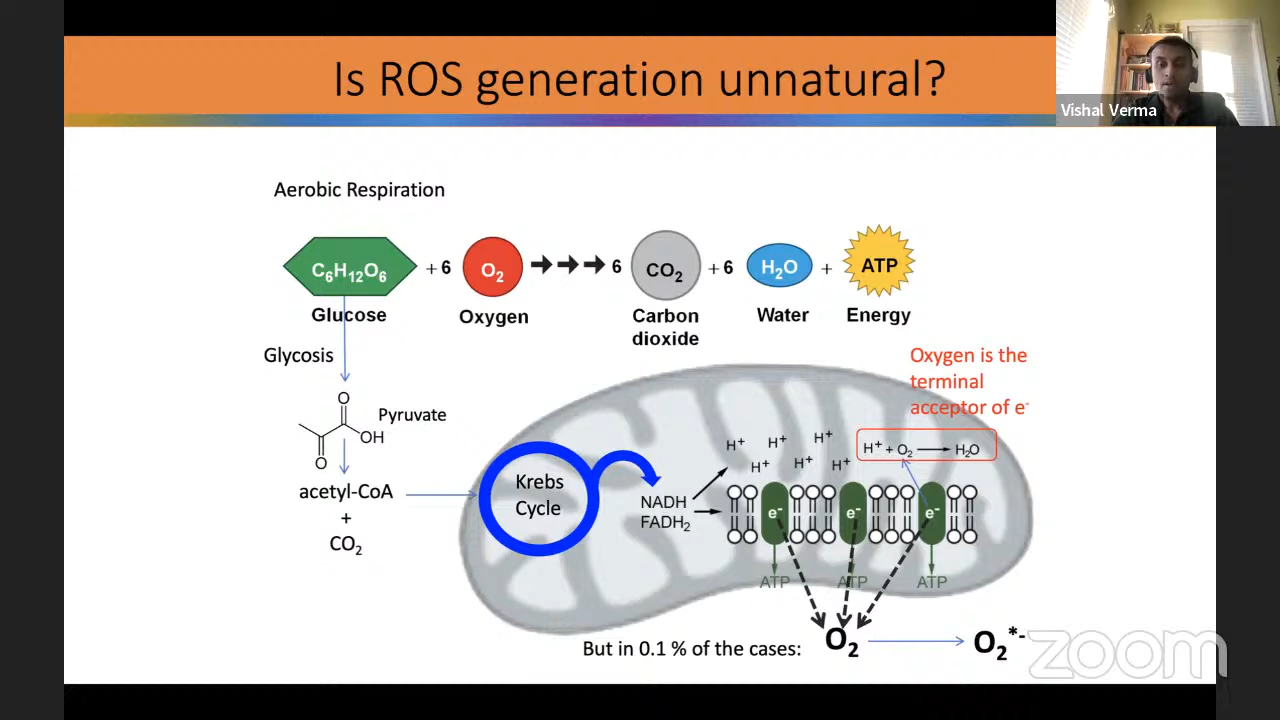 Is ROS generation unnatural?
Vishal Verma
Aerobic Respiration
C₆H₁₂O₆ + 6 O₂ 6 CO₂ + 6 H₂O + ATP
Glucose Oxygen Carbon dioxide Water Energy
Glycosis
Oxygen is the
terminal
acceptor of e⁻
Pyruvate
O
OH
O
H⁺ H⁺ H⁺
H⁺ H⁺ H⁺
H⁺ + O₂ → H₂O
acetyl-CoA
+
CO₂
Krebs
Cycle
NADH
FADH₂
e⁻ e⁻ e⁻
ATP ATP ATP
But in 0.1 % of the cases: O₂ → O₂*⁻
zoom